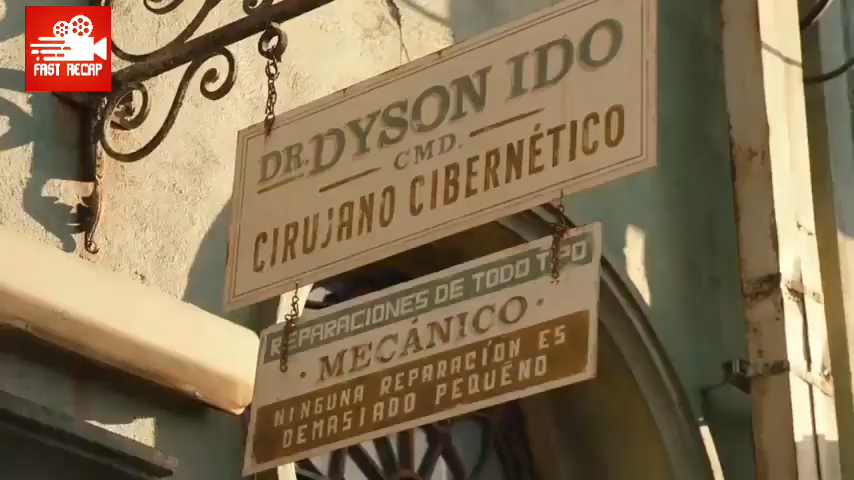 FAST RECAP
DR. DYSON IDO
CMD.
CIRUJANO CIBERNÉTICO
REPARACIONES DE TODO TIPO
· MECÁNICO ·
NINGUNA REPARACIÓN ES
DEMASIADO PEQUEÑO